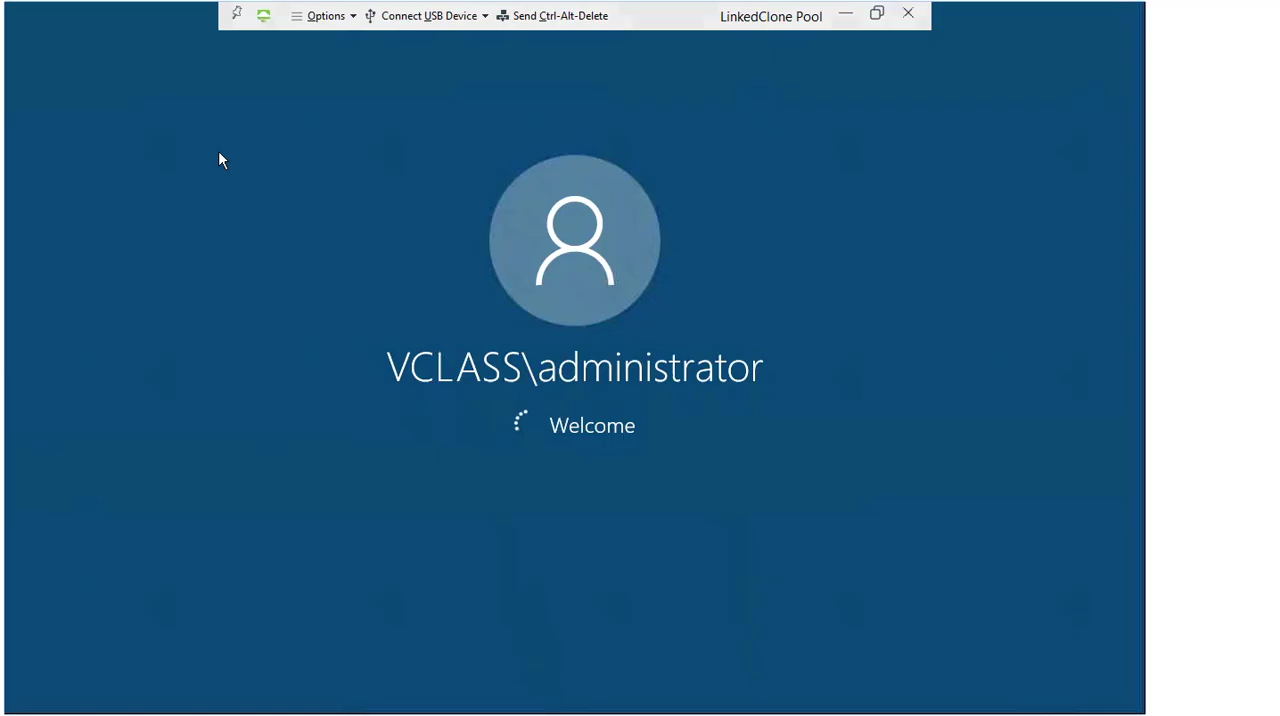 Options Connect USB Device Send Ctrl-Alt-Delete LinkedClone Pool
VCLASS\administrator
Welcome